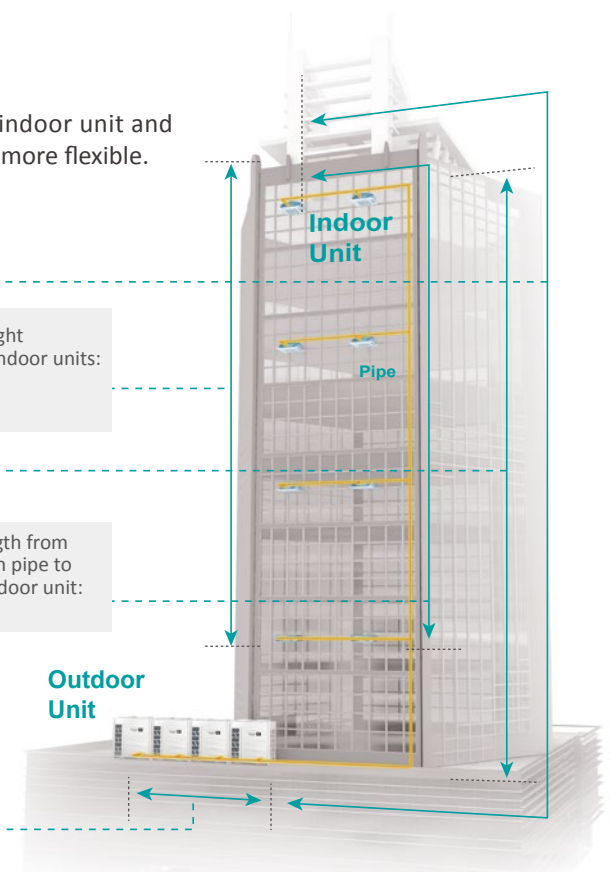 indoor unit and
more flexible.
Indoor
Unit
ght
ndoor units:
Pipe
gth from
n pipe to
door unit:
Outdoor
Unit